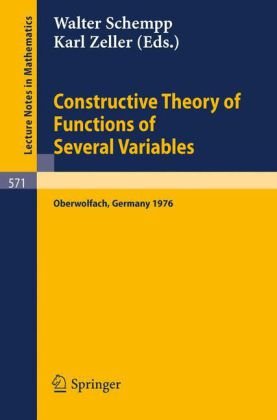 Walter Schempp
Karl Zeller (Eds.)
Lecture Notes in Mathematics
571
Constructive Theory of
Functions of
Several Variables
Oberwolfach, Germany 1976
Springer